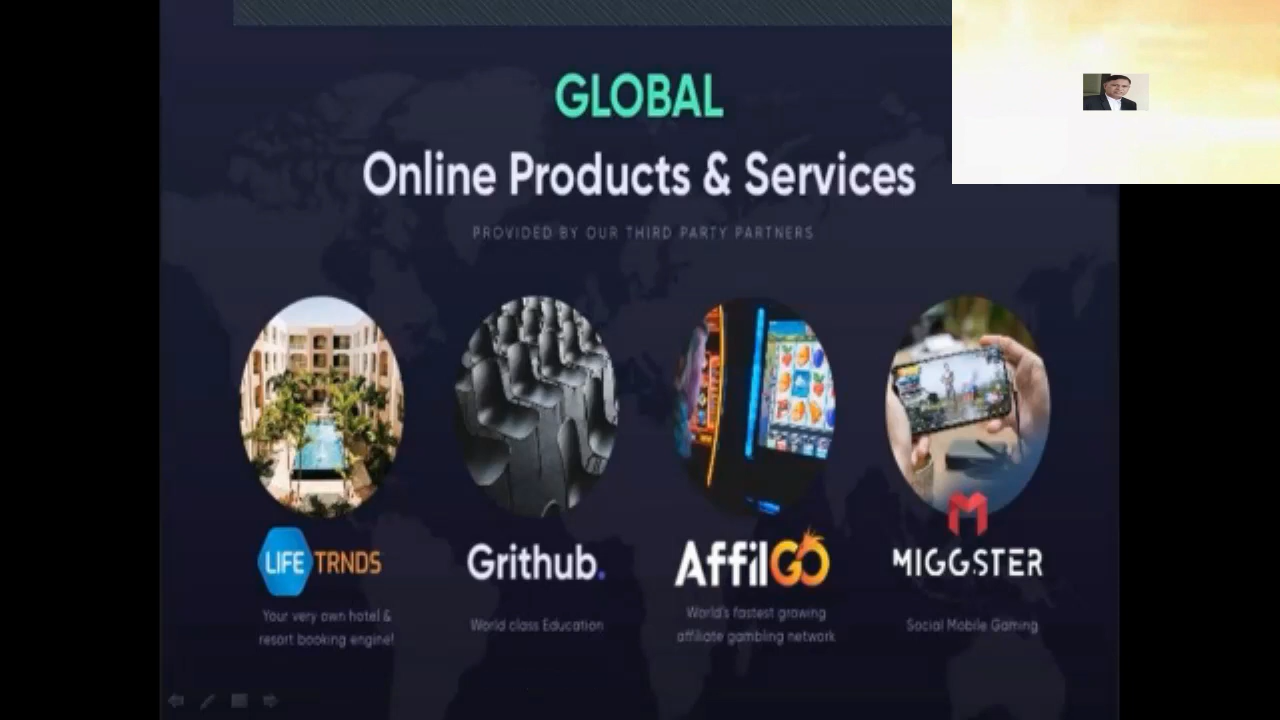 GLOBAL
Online Products & Services
PROVIDED BY OUR THIRD PARTY PARTNERS
LIFE TRNDS
Your very own hotel &
resort booking engine!
Grithub.
World class Education
AffilGO
World's fastest growing
affiliate gambling network
MIGGSTER
Social Mobile Gaming